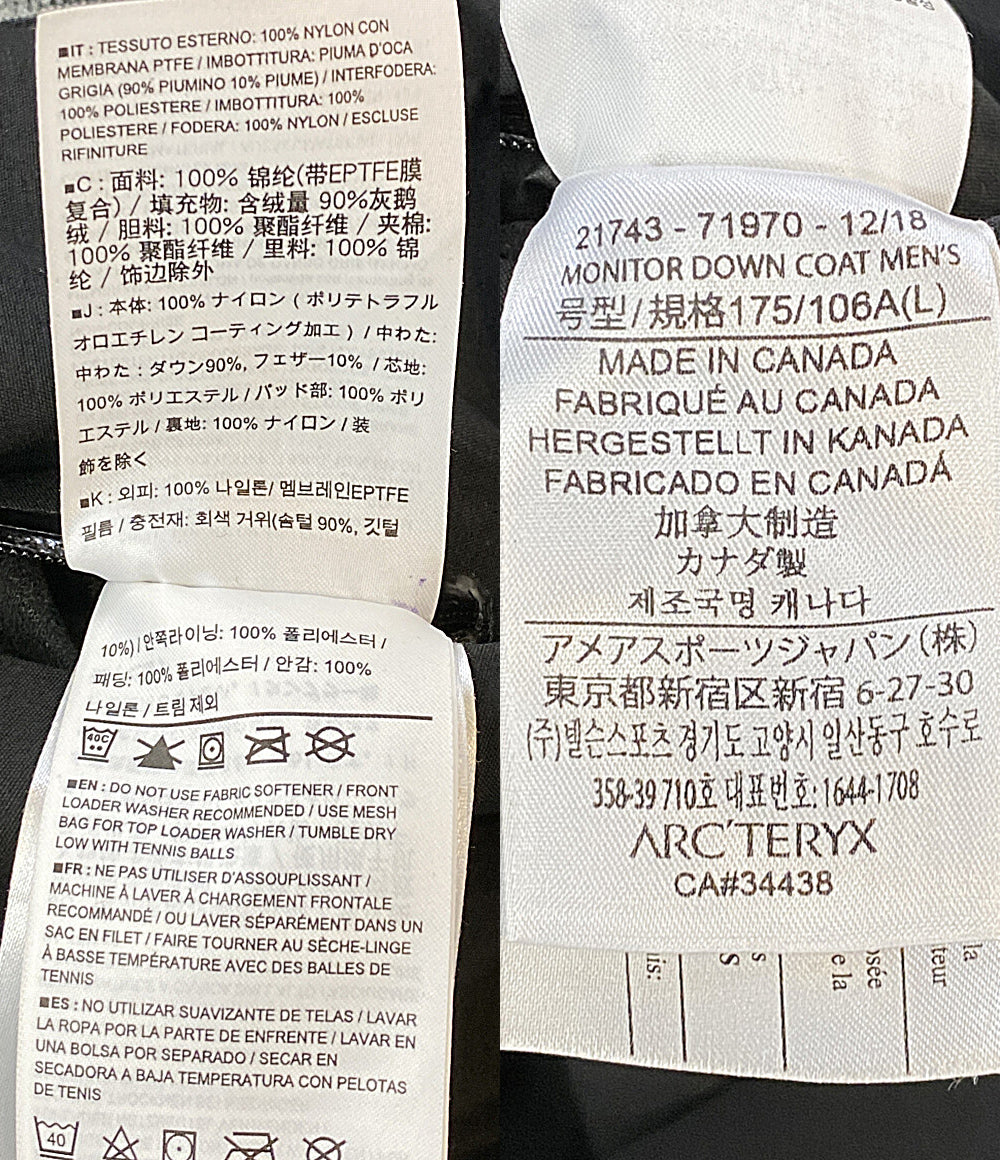 ■IT : TESSUTO ESTERNO: 100% NYLON CON
MEMBRANA PTFE / IMBOTTITURA: PIUMA D'OCA
GRIGIA (90% PIUMINO 10% PIUME) / INTERFODERA:
100% POLIESTERE / IMBOTTITURA: 100%
POLIESTERE / FODERA: 100% NYLON / ESCLUSE
RIFINITURE
■C : 面料: 100% 锦纶(带EPTFE膜
复合) / 填充物: 含绒量 90%灰鹅
绒 / 胆料: 100% 聚酯纤维 / 夹棉:
100% 聚酯纤维 / 里料: 100% 锦
纶 / 饰边除外
■J : 本体: 100% ナイロン ( ポリテトラフル
オロエチレン コーティング加工 ) / 中わた:
中わた : ダウン90%, フェザー10% / 芯地:
100% ポリエステル / パッド部: 100% ポリ
エステル / 裏地: 100% ナイロン / 装
飾を除く
■K : 외피: 100% 나일론/ 멤브레인EPTFE
필름 / 충전재: 회색 거위(솜털 90%, 깃털
10%) / 안쪽라이닝: 100% 폴리에스터 /
패딩: 100% 폴리에스터 / 안감: 100%
나일론 / 트림 제외
40C
■EN : DO NOT USE FABRIC SOFTENER / FRONT
LOADER WASHER RECOMMENDED / USE MESH
BAG FOR TOP LOADER WASHER / TUMBLE DRY
LOW WITH TENNIS BALLS
■FR : NE PAS UTILISER D'ASSOUPLISSANT /
MACHINE À LAVER À CHARGEMENT FRONTALE
RECOMMANDÉ / OU LAVER SÉPARÉMENT DANS UN
SAC EN FILET / FAIRE TOURNER AU SÈCHE-LINGE
À BASSE TEMPÉRATURE AVEC DES BALLES DE
TENNIS
■ES : NO UTILIZAR SUAVIZANTE DE TELAS / LAVAR
LA ROPA POR LA PARTE DE ENFRENTE / LAVAR EN
UNA BOLSA POR SEPARADO / SECAR EN
SECADORA A BAJA TEMPERATURA CON PELOTAS
DE TENIS
40
21743 - 71970 - 12/18
MONITOR DOWN COAT MEN'S
号型/規格175/106A(L)
MADE IN CANADA
FABRIQUÉ AU CANADA
HERGESTELLT IN KANADA
FABRICADO EN CANADÁ
加拿大制造
カナダ製
제조국명 캐나다
アメアスポーツジャパン(株)
東京都新宿区新宿 6-27-30
(주)넬슨스포츠 경기도 고양시 일산동구 호수로
358-39 710호 대표번호: 1644-1708
ARC'TERYX
CA#34438
la
teur
osée
e la
s
S
uis: